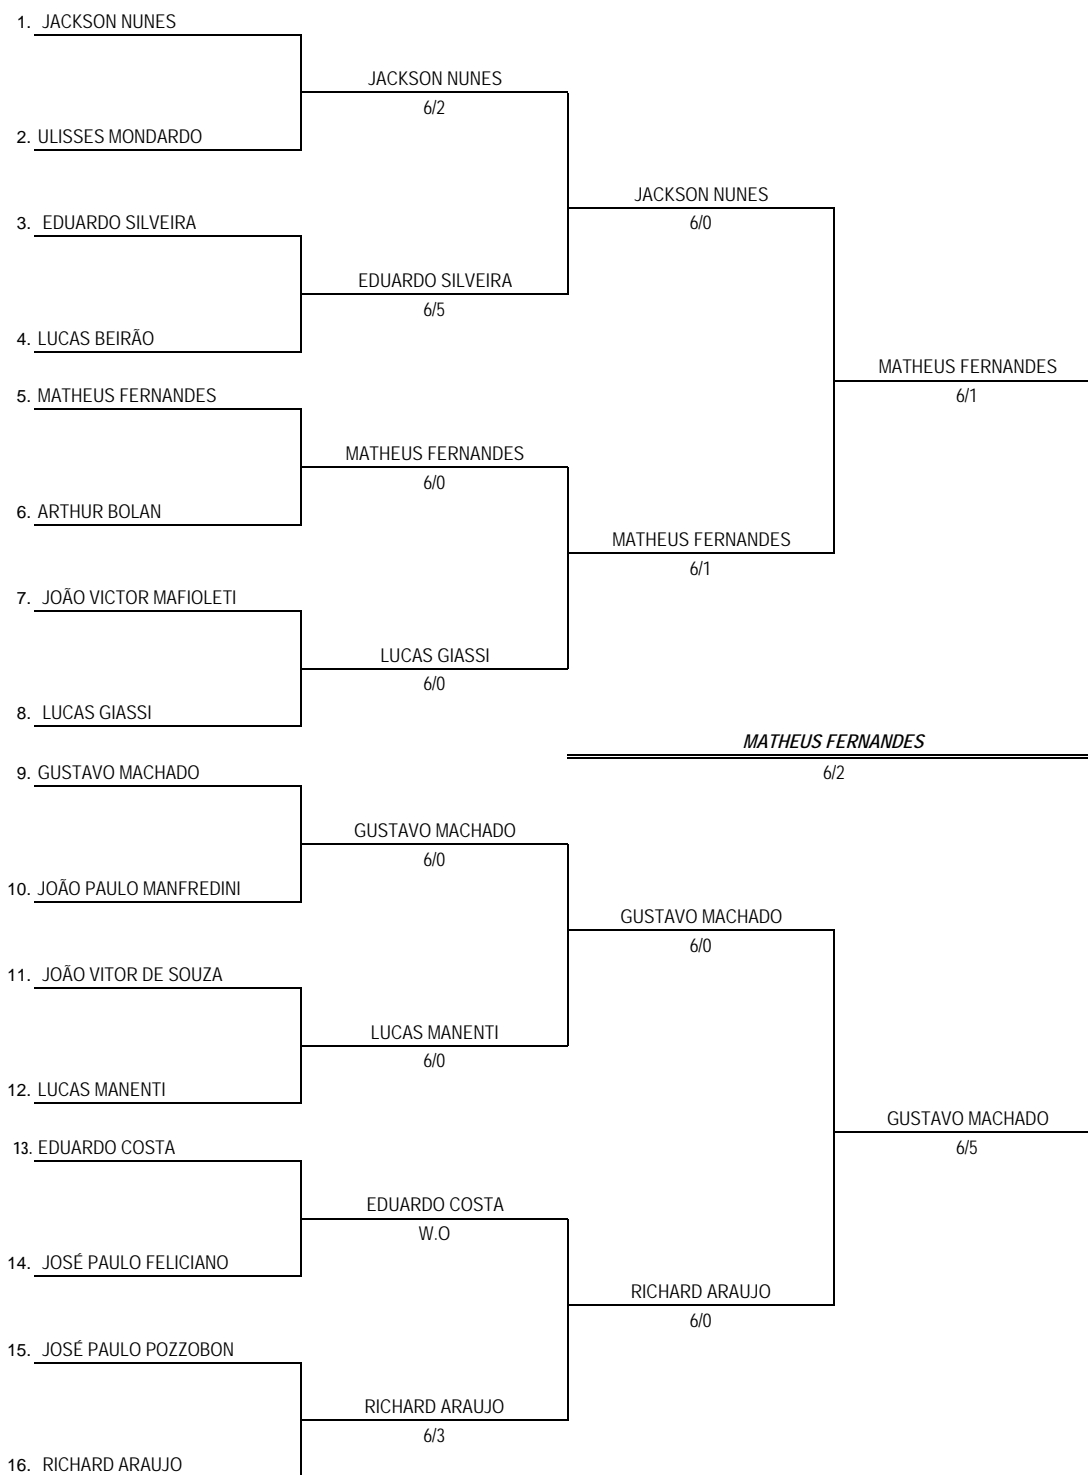 1. JACKSON NUNES
JACKSON NUNES
6/2
2. ULISSES MONDARDO
JACKSON NUNES
6/0
3. EDUARDO SILVEIRA
EDUARDO SILVEIRA
6/5
4. LUCAS BEIRÃO
MATHEUS FERNANDES
6/1
5. MATHEUS FERNANDES
MATHEUS FERNANDES
6/0
6. ARTHUR BOLAN
MATHEUS FERNANDES
6/1
7. JOÃO VICTOR MAFIOLETI
LUCAS GIASSI
6/0
8. LUCAS GIASSI
MATHEUS FERNANDES
6/2
9. GUSTAVO MACHADO
GUSTAVO MACHADO
6/0
10. JOÃO PAULO MANFREDINI
GUSTAVO MACHADO
6/0
11. JOÃO VITOR DE SOUZA
LUCAS MANENTI
6/0
12. LUCAS MANENTI
GUSTAVO MACHADO
6/5
13. EDUARDO COSTA
EDUARDO COSTA
W.O
14. JOSÉ PAULO FELICIANO
RICHARD ARAUJO
6/0
15. JOSÉ PAULO POZZOBON
RICHARD ARAUJO
6/3
16. RICHARD ARAUJO